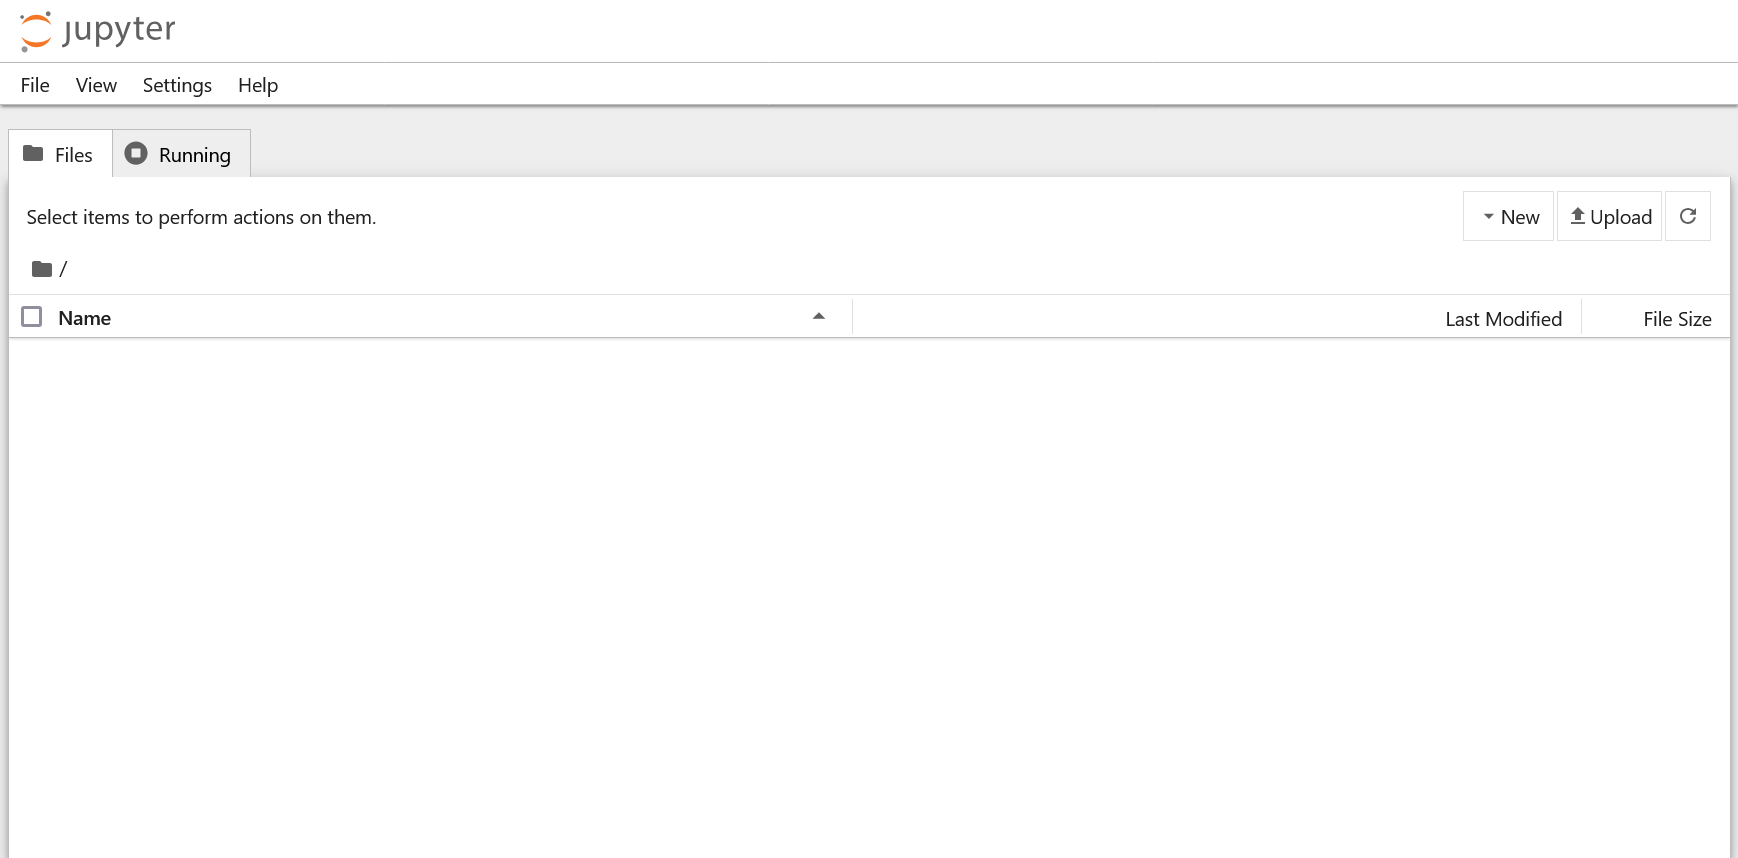 jupyter
File View Settings Help
Files Running
Select items to perform actions on them. New Upload
/
Name Last Modified File Size